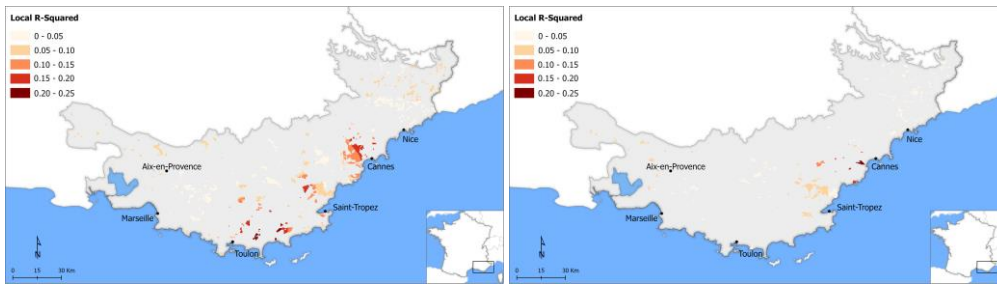 Local R-Squared
0 - 0.05
0.05 - 0.10
0.10 - 0.15
0.15 - 0.20
0.20 - 0.25
Nice
Cannes
Aix-en-Provence
Saint-Tropez
Marseille
Toulon
N
0 15 30 Km
Local R-Squared
0 - 0.05
0.05 - 0.10
0.10 - 0.15
0.15 - 0.20
0.20 - 0.25
Nice
Cannes
Aix-en-Provence
Saint-Tropez
Marseille
Toulon
N
0 15 30 Km